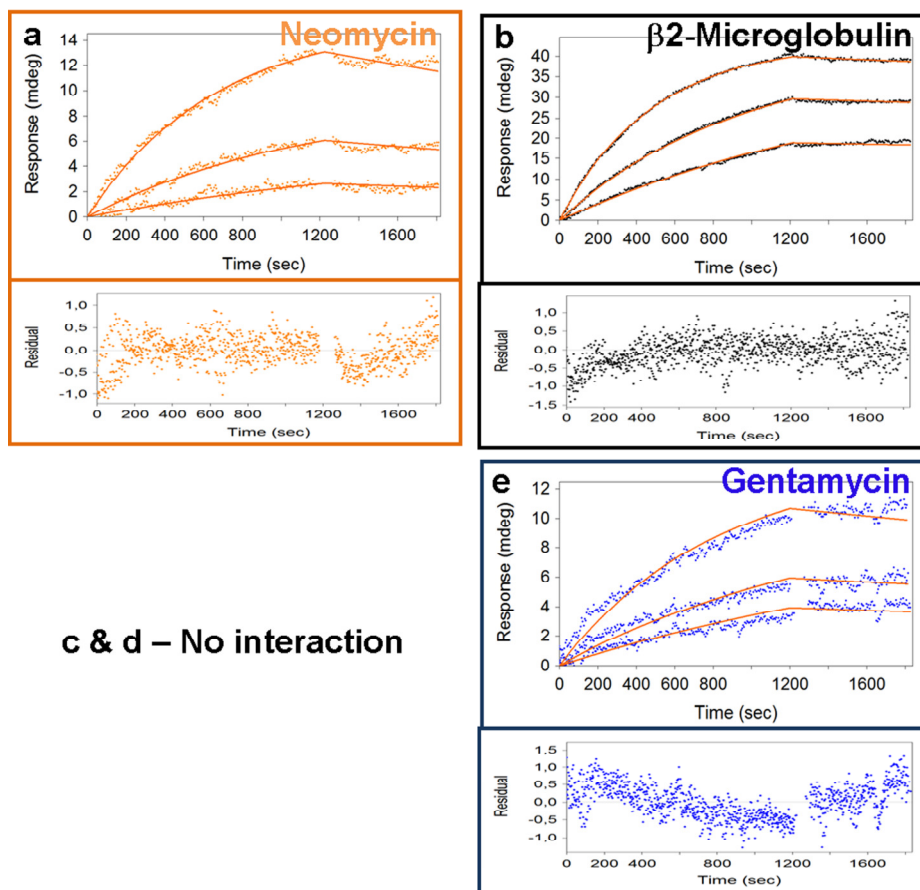 a Neomycin
14
12
10
8
6
4
2
0
Response (mdeg)
0 200 400 600 800 1200 1600
Time (sec)
1,0
0,5
0.0
-0.5
-1,0
Residual
0 200 400 600 800 1200 1600
Time (sec)
b β2-Microglobulin
40
35
30
25
20
15
10
5
0
Response (mdeg)
0 200 400 600 800 1200 1600
Time (sec)
1,0
0,5
0.0
-0.5
-1.0
-1.5
Residual
0 200 400 600 800 1200 1600
Time (sec)
c & d – No interaction
e Gentamycin
12
10
8
6
4
2
0
Response (mdeg)
0 200 400 600 800 1200 1600
Time (sec)
1.5
1,0
0,5
0.0
-0.5
-1.0
Residual
0 200 400 600 800 1200 1600
Time (sec)